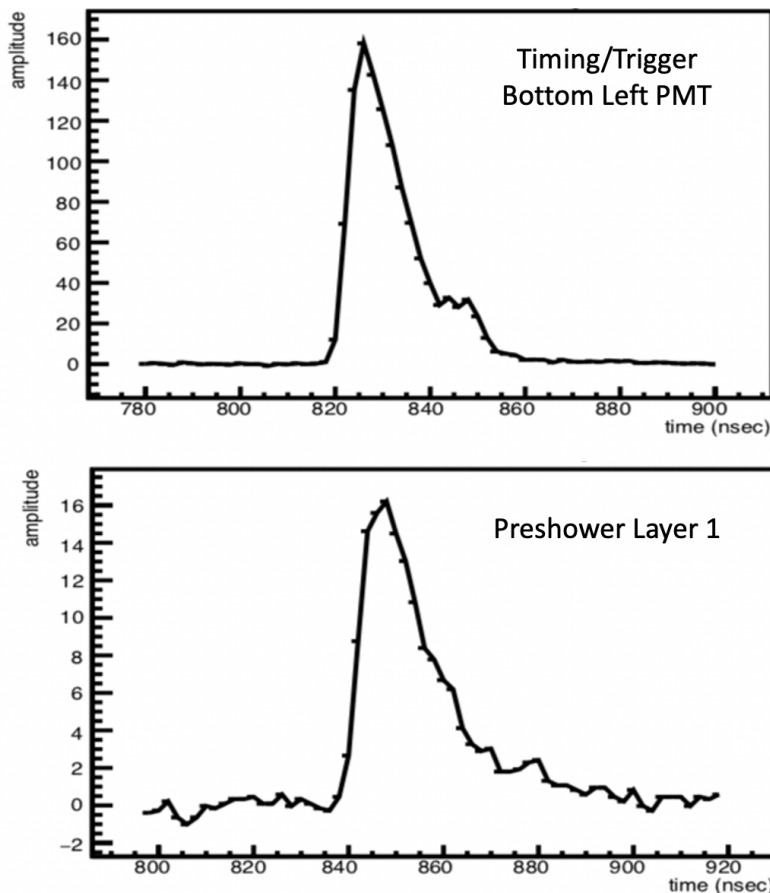 amplitude
160
140
120
100
80
60
40
20
0
Timing/Trigger
Bottom Left PMT
780 800 820 840 860 880 900
time (nsec)
amplitude
16
14
12
10
8
6
4
2
0
−2
Preshower Layer 1
800 820 840 860 880 900 920
time (nsec)